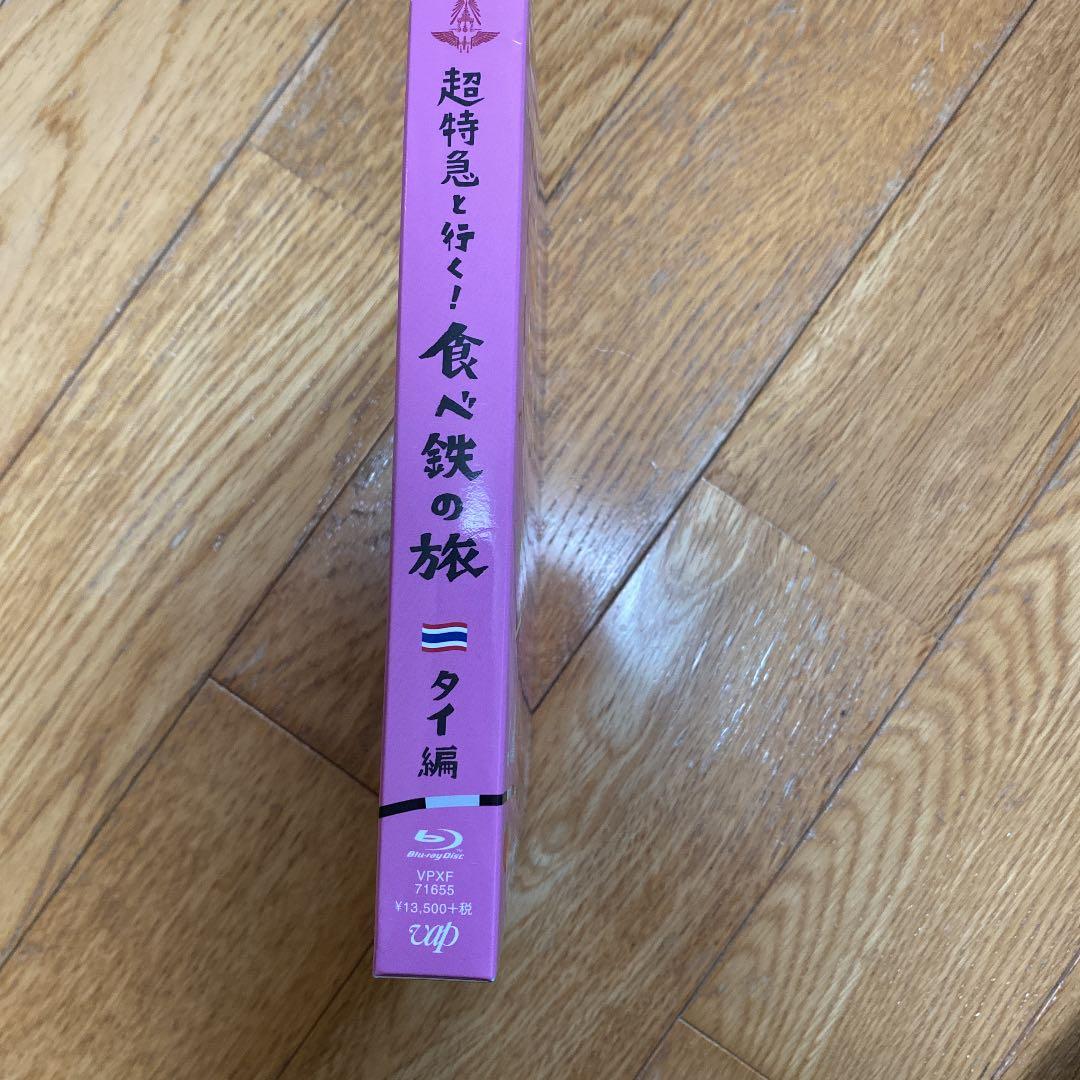 超特急と行く！
食べ鉄の旅
タイ編
Blu-ray Disc
VPXF
71655
¥13,500+税
vap